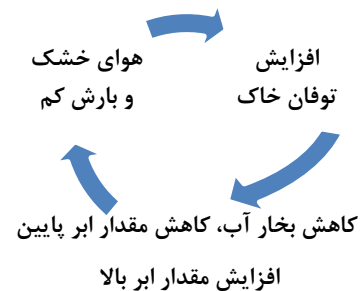 افزایش
توفان خاک
هوای خشک
و بارش کم
کاهش بخار آب، کاهش مقدار ابر پایین
افزایش مقدار ابر بالا